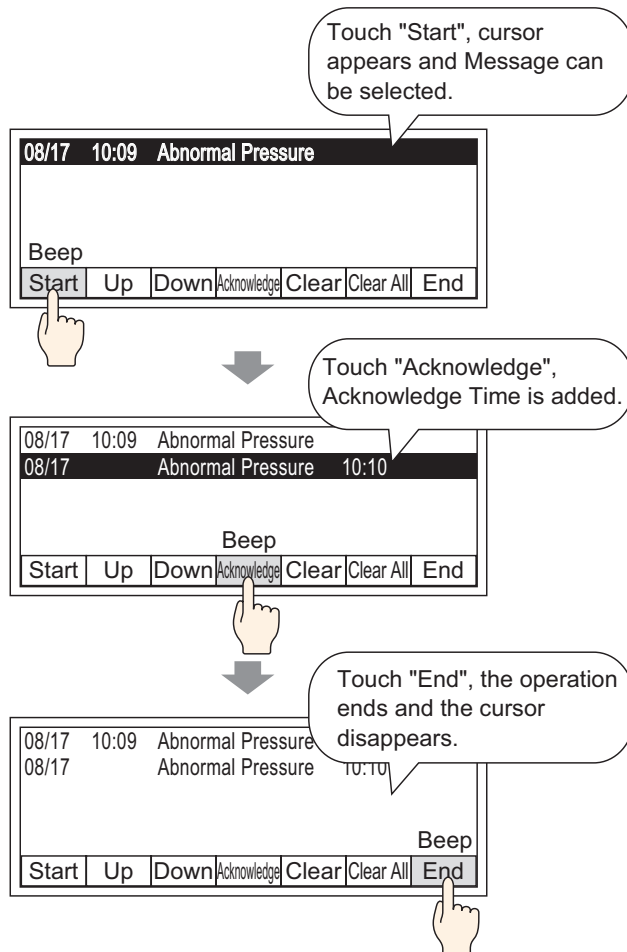 Touch "Start", cursor
appears and Message can
be selected.
08/17 10:09 Abnormal Pressure
Beep
Start Up Down Acknowledge Clear Clear All End
Touch "Acknowledge",
Acknowledge Time is added.
08/17 10:09 Abnormal Pressure
08/17 Abnormal Pressure 10:10
Beep
Start Up Down Acknowledge Clear Clear All End
Touch "End", the operation
ends and the cursor
disappears.
08/17 10:09 Abnormal Pressure
08/17 Abnormal Pressure 10:10
Beep
Start Up Down Acknowledge Clear Clear All End